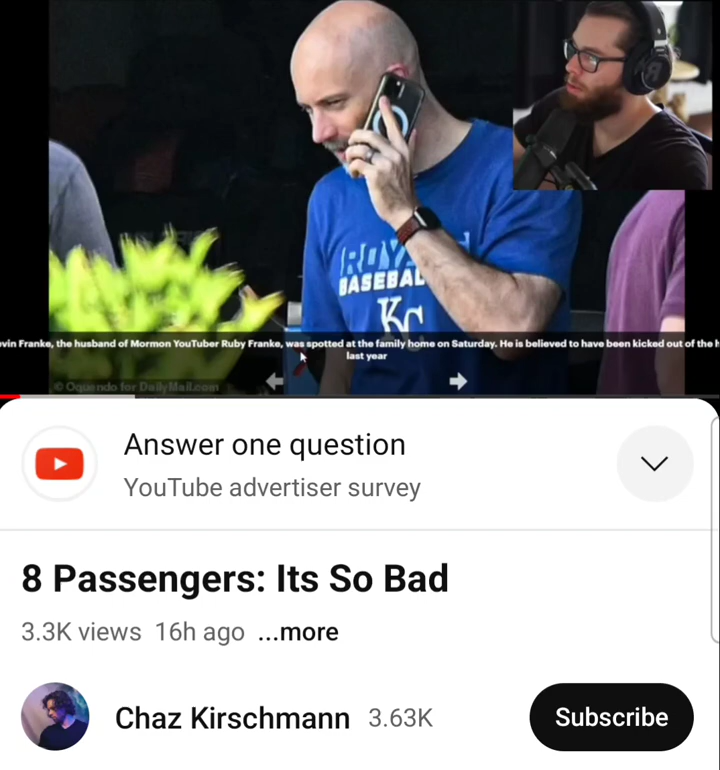 ROYALS
BASEBAL
KC
evin Franke, the husband of Mormon YouTuber Ruby Franke, was spotted at the family home on Saturday. He is believed to have been kicked out of the h
last year
© Oquendo for DailyMail.com
Answer one question
YouTube advertiser survey
8 Passengers: Its So Bad
3.3K views 16h ago ...more
Chaz Kirschmann 3.63K
Subscribe